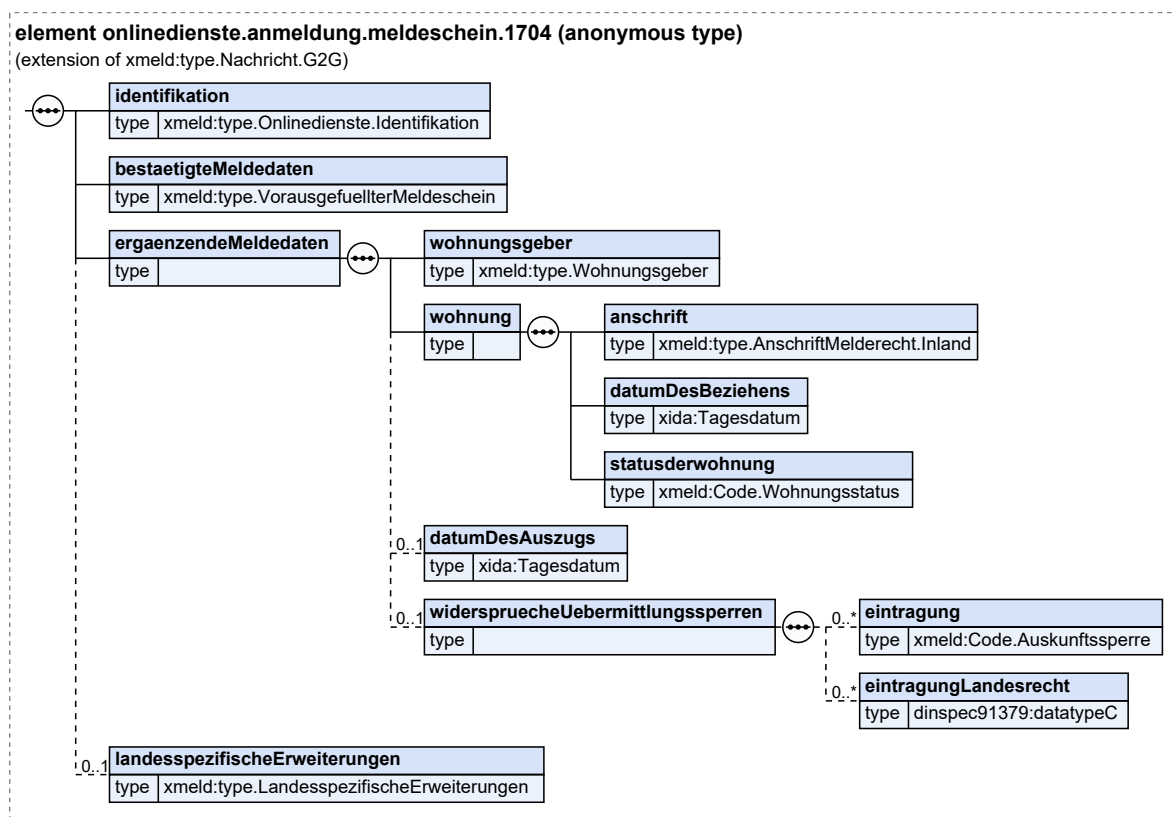 element onlinedienste.anmeldung.meldeschein.1704 (anonymous type)
(extension of xmeld:type.Nachricht.G2G)
identifikation
type xmeld:type.Onlinedienste.Identifikation
bestaetigteMeldedaten
type xmeld:type.VorausgefuellterMeldeschein
ergaenzendeMeldedaten
type
wohnungsgeber
type xmeld:type.Wohnungsgeber
wohnung
type
anschrift
type xmeld:type.AnschriftMelderecht.Inland
datumDesBeziehens
type xida:Tagesdatum
statusderwohnung
type xmeld:Code.Wohnungsstatus
0..1 datumDesAuszugs
type xida:Tagesdatum
0..1 widerspruecheUebermittlungssperren
type
0..* eintragung
type xmeld:Code.Auskunftssperre
0..* eintragungLandesrecht
type dinspec91379:datatypeC
0..1 landesspezifischeErweiterungen
type xmeld:type.LandesspezifischeErweiterungen